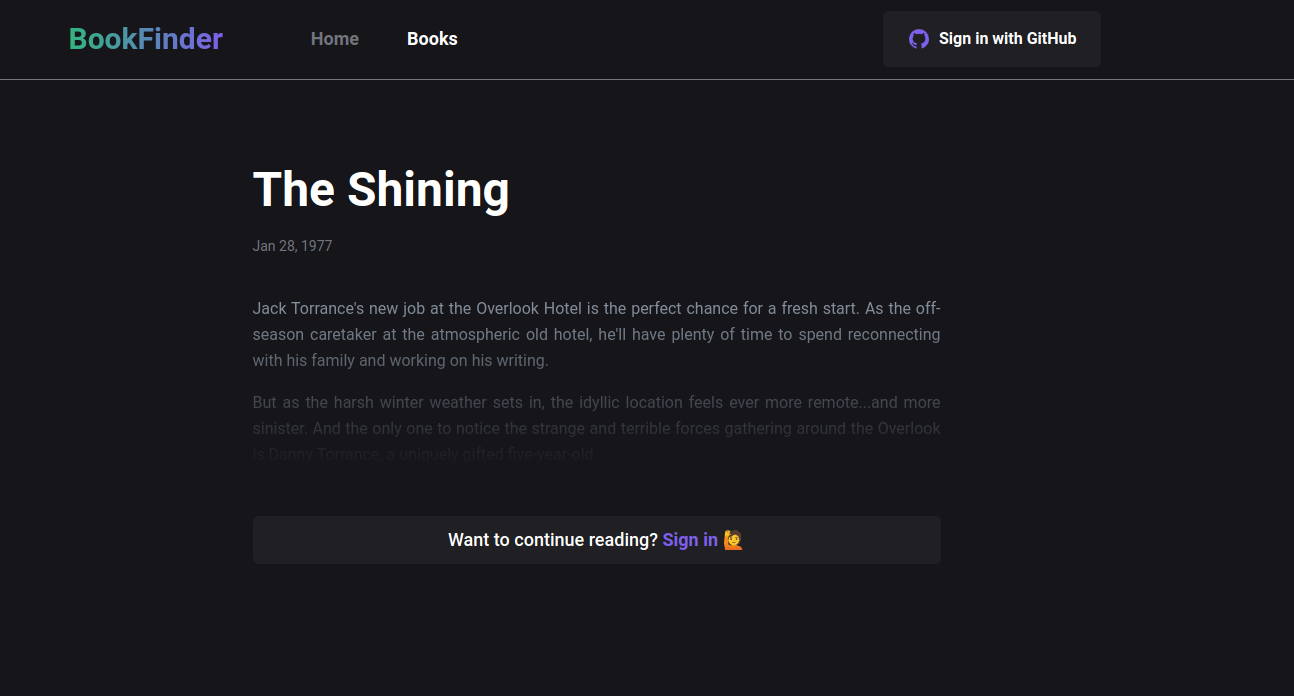 BookFinder
Home
Books
Sign in with GitHub
The Shining
Jan 28, 1977
Jack Torrance's new job at the Overlook Hotel is the perfect chance for a fresh start. As the off-
season caretaker at the atmospheric old hotel, he'll have plenty of time to spend reconnecting
with his family and working on his writing.
But as the harsh winter weather sets in, the idyllic location feels ever more remote...and more
sinister. And the only one to notice the strange and terrible forces gathering around the Overlook
is Danny Torrance, a uniquely gifted five-year-old
Want to continue reading? Sign in 🙋